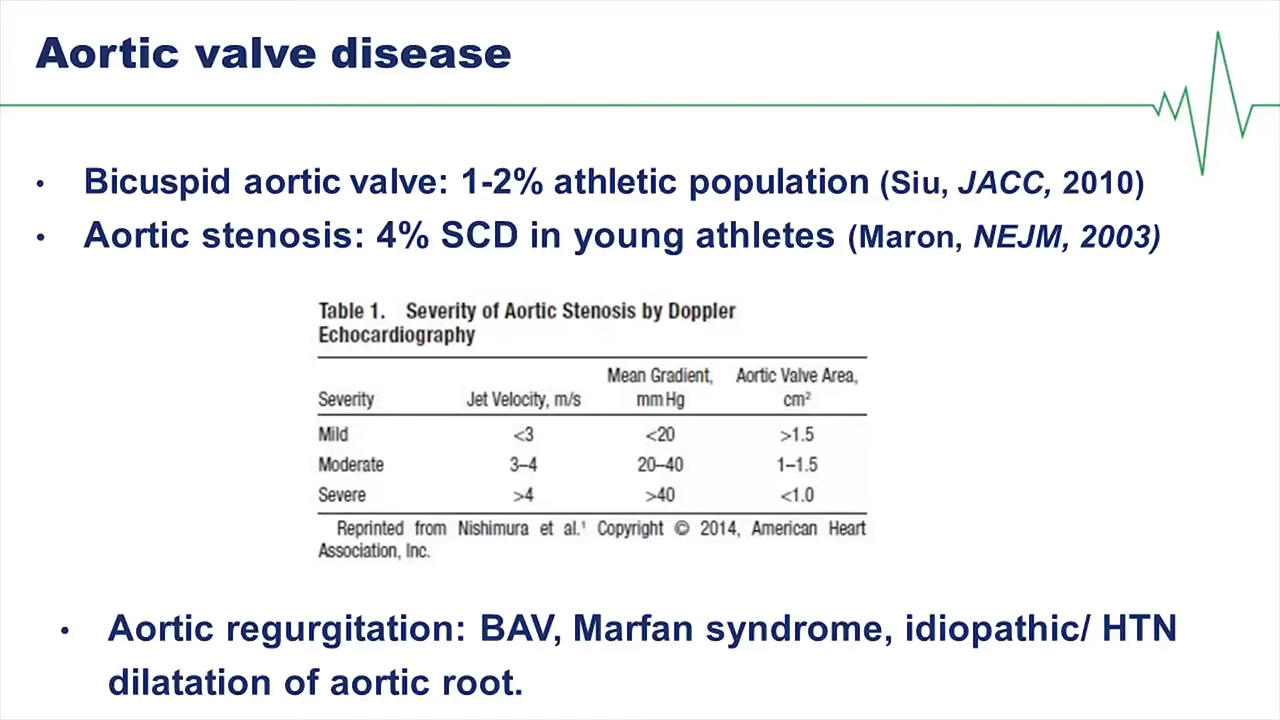 Aortic valve disease
• Bicuspid aortic valve: 1-2% athletic population (Siu, JACC, 2010)
• Aortic stenosis: 4% SCD in young athletes (Maron, NEJM, 2003)
Table 1. Severity of Aortic Stenosis by Doppler
Echocardiography
Mean Gradient, Aortic Valve Area,
Severity Jet Velocity, m/s mm Hg cm²
Mild <3 <20 >1.5
Moderate 3–4 20–40 1–1.5
Severe >4 >40 <1.0
Reprinted from Nishimura et al.¹ Copyright © 2014, American Heart
Association, Inc.
• Aortic regurgitation: BAV, Marfan syndrome, idiopathic/ HTN
dilatation of aortic root.